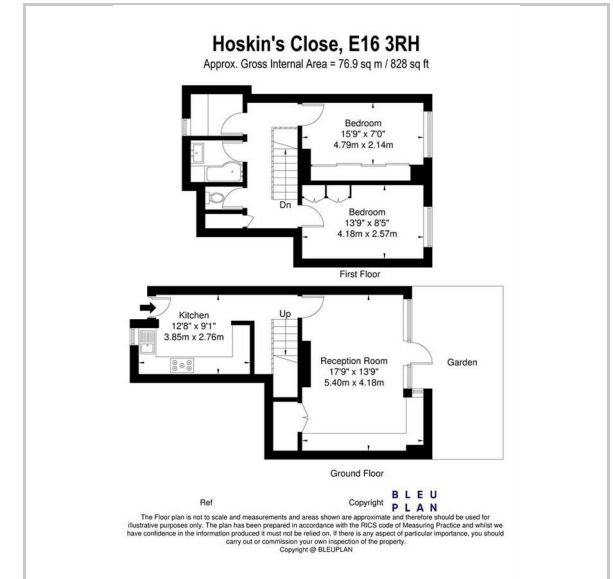 Hoskin's Close, E16 3RH
Approx. Gross Internal Area = 76.9 sq m / 828 sq ft
Bedroom
15'9" x 7'0"
4.79m x 2.14m
Dn
Bedroom
13'9" x 8'5"
4.18m x 2.57m
First Floor
Kitchen
12'8" x 9'1"
3.85m x 2.76m
Up
Reception Room
17'9" x 13'9"
5.40m x 4.18m
Garden
Ground Floor
Ref
Copyright
BLEU
PLAN
The Floor plan is not to scale and measurements and areas shown are approximate and therefore should be used for
illustrative purposes only. The plan has been prepared in accordance with the RICS code of Measuring Practice and whilst we
have confidence in the information produced it must not be relied on. If there is any aspect of particular importance, you should
carry out or commission your own inspection of the property.
Copyright @ BLEUPLAN